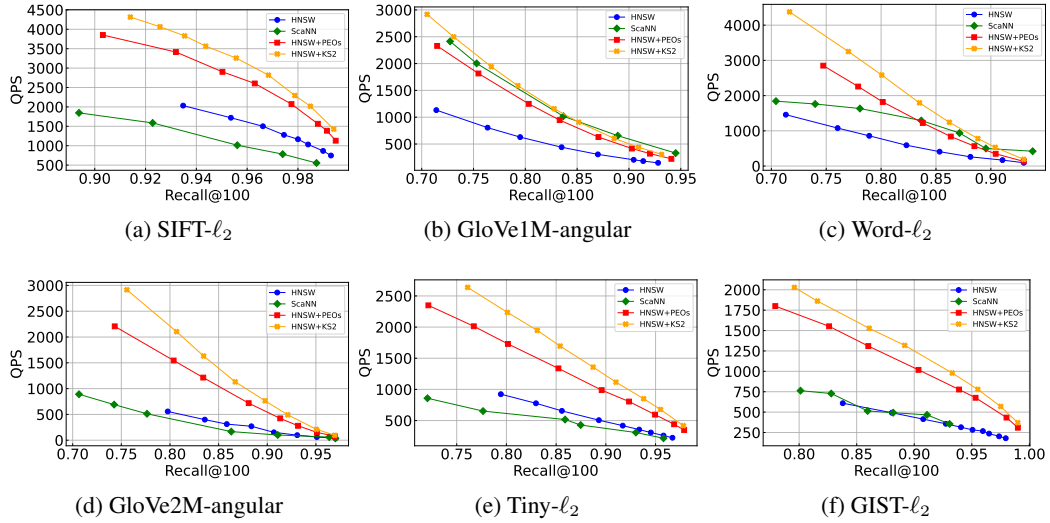 4500
4000
3500
3000
2500
2000
1500
1000
500
QPS
HNSW
ScaNN
HNSW+PEOs
HNSW+KS2
0.90 0.92 0.94 0.96 0.98
Recall@100
(a) SIFT-ℓ2
3000
2500
2000
1500
1000
500
0
QPS
HNSW
ScaNN
HNSW+PEOs
HNSW+KS2
0.70 0.75 0.80 0.85 0.90 0.95
Recall@100
(b) GloVe1M-angular
4000
3000
2000
1000
0
QPS
HNSW
ScaNN
HNSW+PEOs
HNSW+KS2
0.70 0.75 0.80 0.85 0.90
Recall@100
(c) Word-ℓ2
3000
2500
2000
1500
1000
500
0
QPS
HNSW
ScaNN
HNSW+PEOs
HNSW+KS2
0.70 0.75 0.80 0.85 0.90 0.95
Recall@100
(d) GloVe2M-angular
2500
2000
1500
1000
500
QPS
HNSW
ScaNN
HNSW+PEOs
HNSW+KS2
0.75 0.80 0.85 0.90 0.95
Recall@100
(e) Tiny-ℓ2
2000
1750
1500
1250
1000
750
500
250
QPS
HNSW
ScaNN
HNSW+PEOs
HNSW+KS2
0.80 0.85 0.90 0.95 1.00
Recall@100
(f) GIST-ℓ2